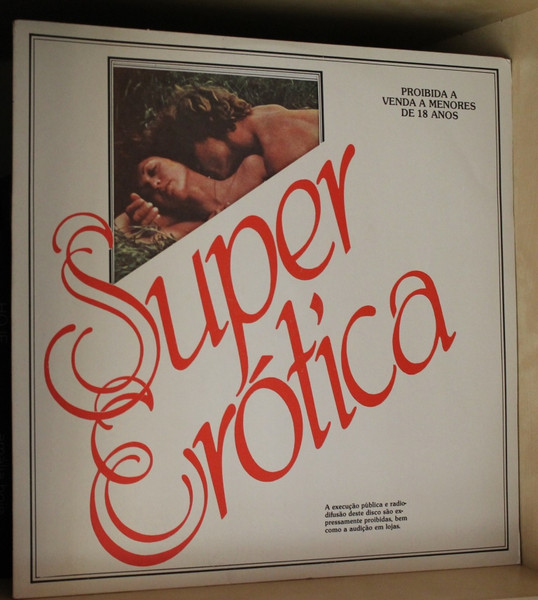 PROIBIDA A
VENDA A MENORES
DE 18 ANOS
Super
Erótica
A execução pública e radio-
difusão deste disco são ex-
pressamente proibidas, bem
como a audição em lojas.